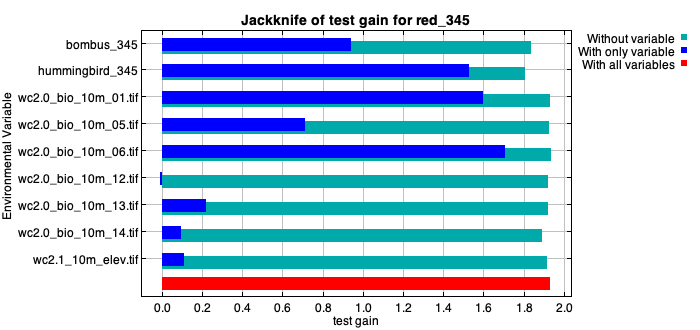 Jackknife of test gain for red_345
Without variable
With only variable
With all variables
Environmental Variable
bombus_345
hummingbird_345
wc2.0_bio_10m_01.tif
wc2.0_bio_10m_05.tif
wc2.0_bio_10m_06.tif
wc2.0_bio_10m_12.tif
wc2.0_bio_10m_13.tif
wc2.0_bio_10m_14.tif
wc2.1_10m_elev.tif
0.0 0.2 0.4 0.6 0.8 1.0 1.2 1.4 1.6 1.8 2.0
test gain